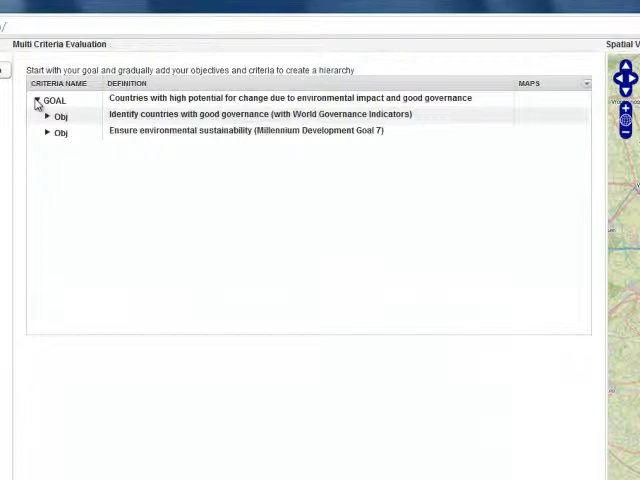 Multi Criteria Evaluation
Spatial V
Start with your goal and gradually add your objectives and criteria to create a hierarchy
CRITERIA NAME DEFINITION MAPS
GOAL Countries with high potential for change due to environmental impact and good governance
Obj Identify countries with good governance (with World Governance Indicators)
Obj Ensure environmental sustainability (Millennium Development Goal 7)